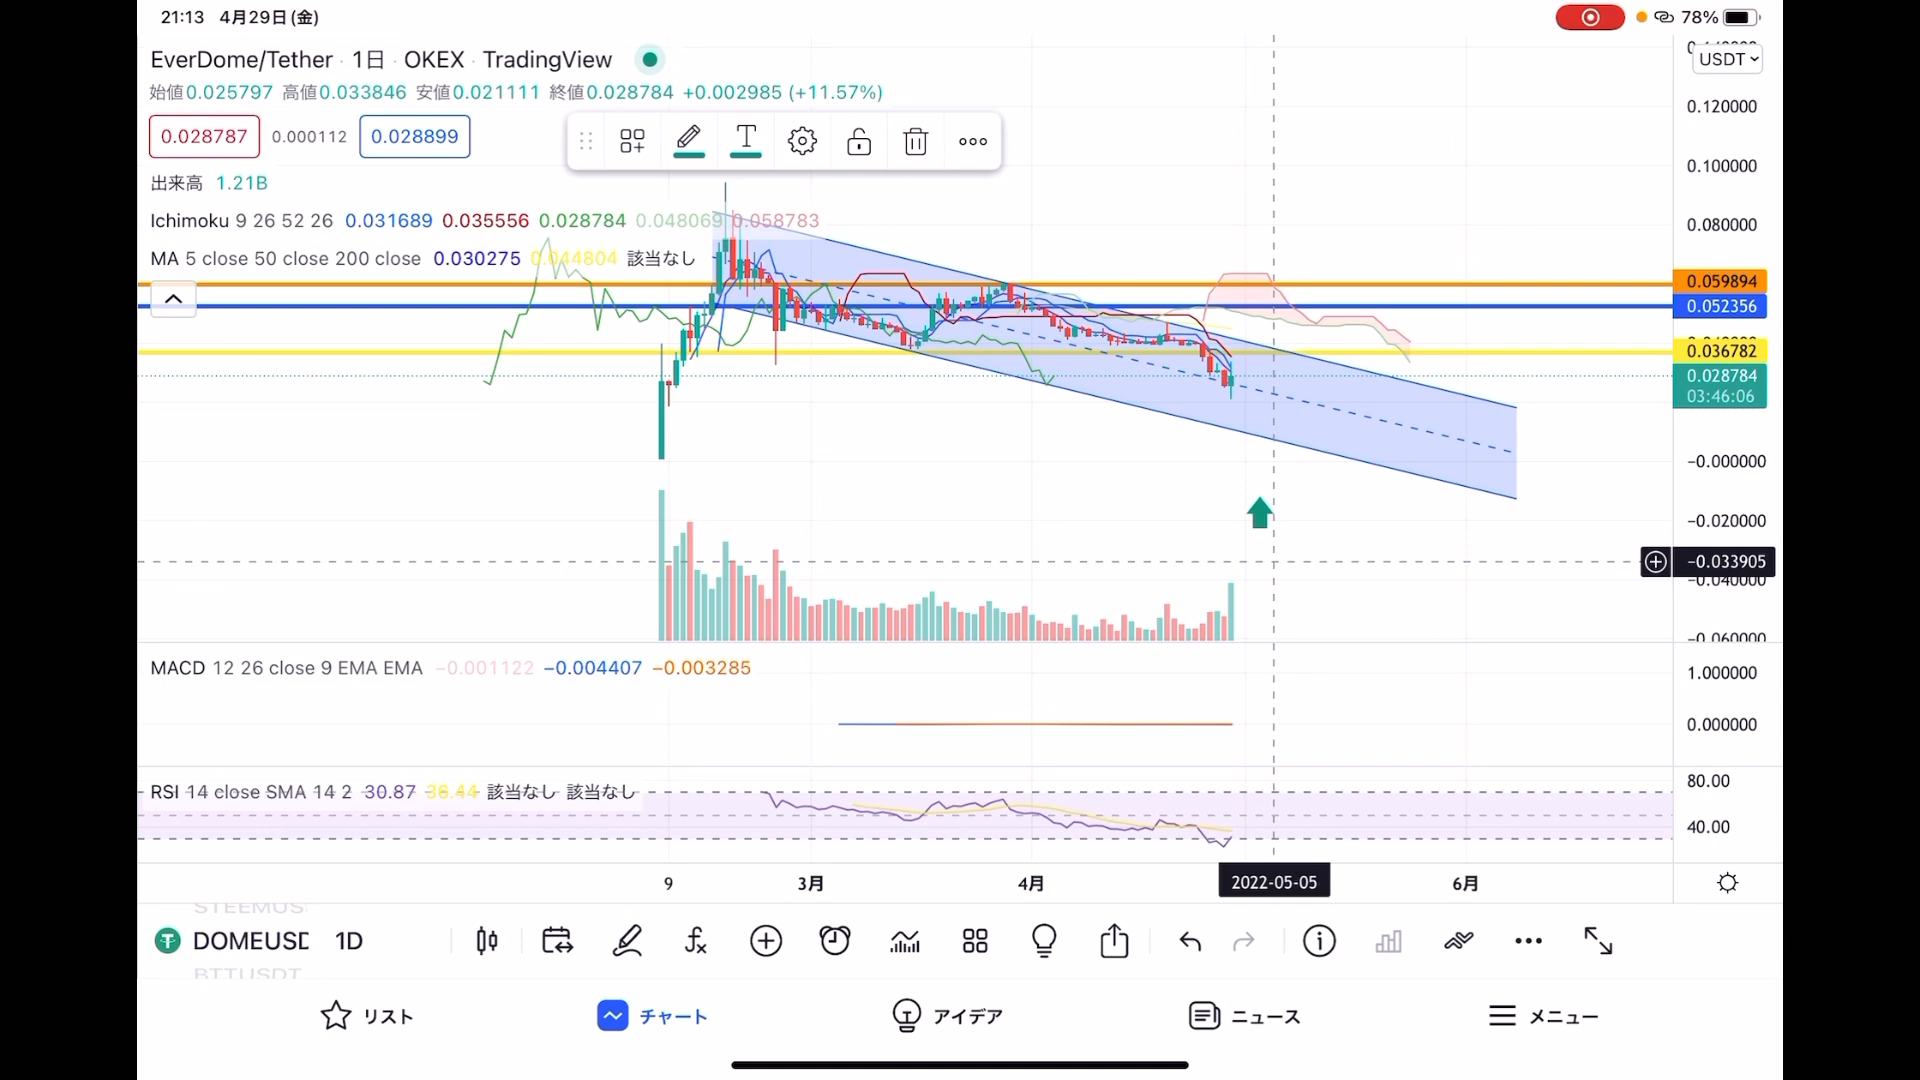 21:13 4月29日(金)
78%
EverDome/Tether · 1日 · OKEX · TradingView
USDT
始値0.025797 高値0.033846 安値0.021111 終値0.028784 +0.002985 (+11.57%)
0.028787 0.000112 0.028899
T
出来高 1.21B
Ichimoku 9 26 52 26 0.031689 0.035556 0.028784 0.048069 0.058783
MA 5 close 50 close 200 close 0.030275 0.044804 該当なし
0.120000
0.100000
0.080000
0.059894
0.052356
0.036782
0.028784
03:46:06
−0.000000
−0.020000
−0.033905
−0.040000
−0.060000
MACD 12 26 close 9 EMA EMA −0.001122 −0.004407 −0.003285
1.000000
0.000000
RSI 14 close SMA 14 2 30.87 36.44 該当なし 該当なし
80.00
40.00
9 3月 4月 2022-05-05 6月
STEEMUS
DOMEUSD 1D
BTTUSDT
リスト チャート アイデア ニュース メニュー